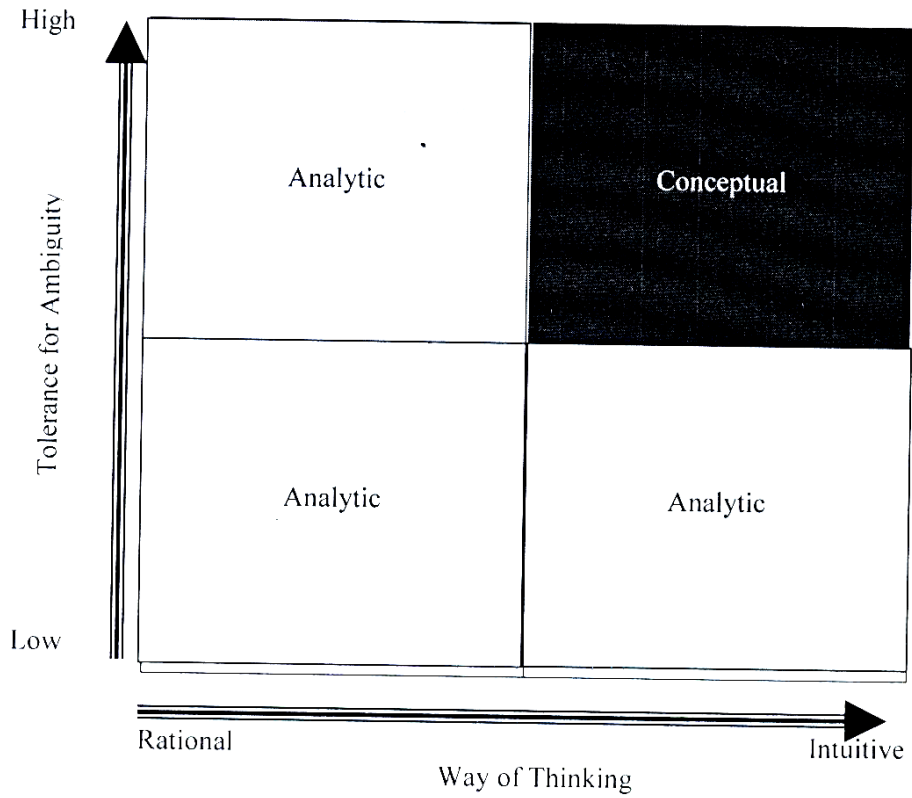 High
Analytic
Conceptual
Tolerance for Ambiguity
Analytic
Analytic
Low
Rational
Intuitive
Way of Thinking